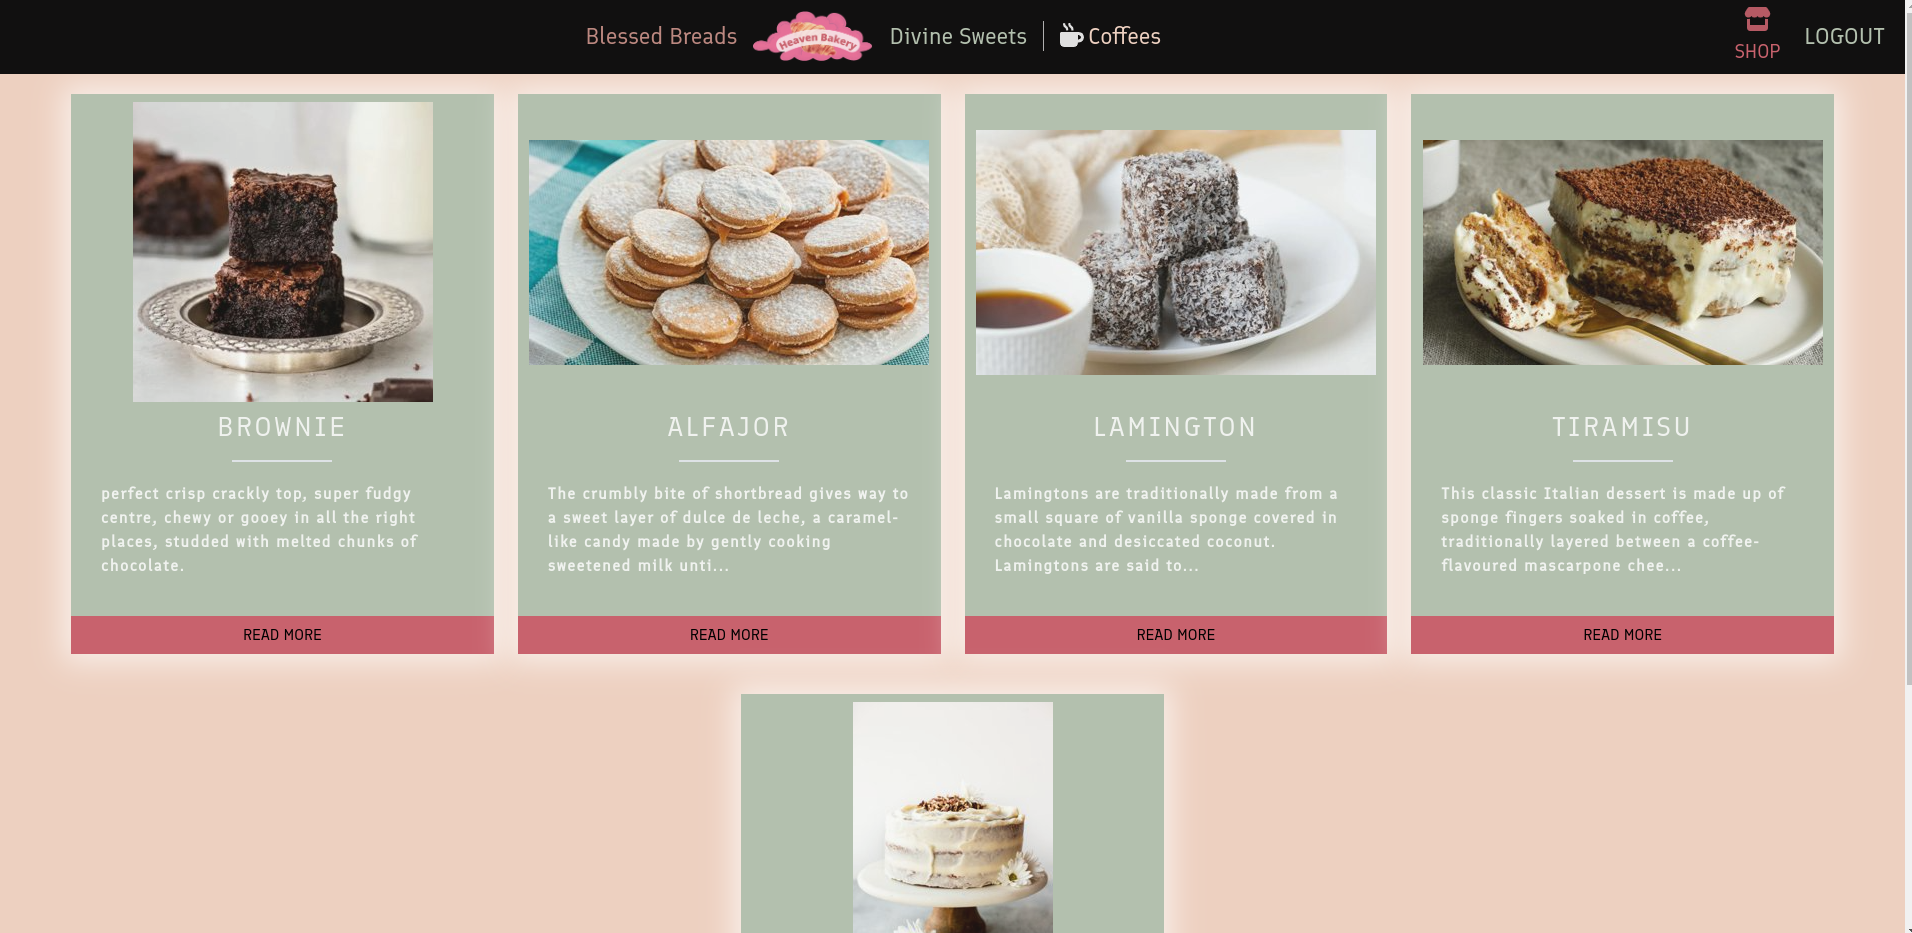 Blessed Breads
Heaven Bakery
Divine Sweets
Coffees
SHOP
LOGOUT
BROWNIE
perfect crisp crackly top, super fudgy
centre, chewy or gooey in all the right
places, studded with melted chunks of
chocolate.
READ MORE
ALFAJOR
The crumbly bite of shortbread gives way to
a sweet layer of dulce de leche, a caramel-
like candy made by gently cooking
sweetened milk unti...
READ MORE
LAMINGTON
Lamingtons are traditionally made from a
small square of vanilla sponge covered in
chocolate and desiccated coconut.
Lamingtons are said to...
READ MORE
TIRAMISU
This classic Italian dessert is made up of
sponge fingers soaked in coffee,
traditionally layered between a coffee-
flavoured mascarpone chee...
READ MORE